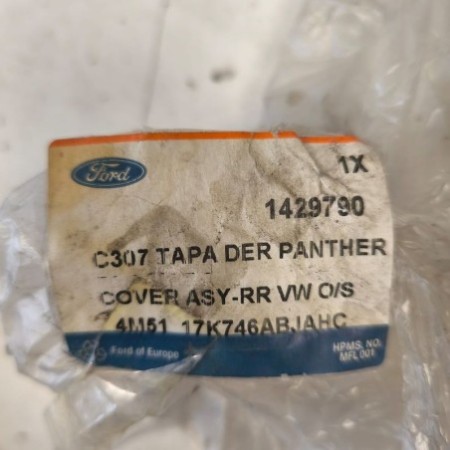 Ford
1X
1429790
C307 TAPA DER PANTHER
COVER ASY-RR VW O/S
4M51 17K746ABJAHC
Ford of Europe
HPMS. NO.
MFL 001